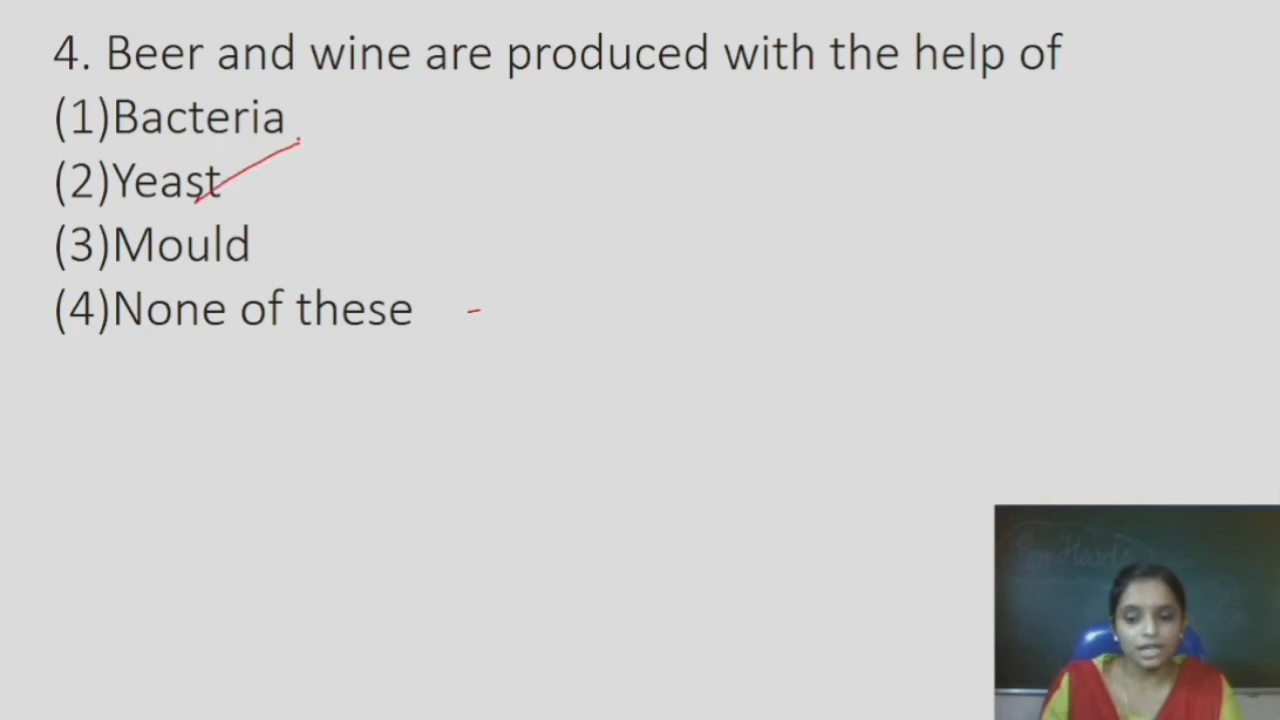 4. Beer and wine are produced with the help of
(1)Bacteria
(2)Yeast
(3)Mould
(4)None of these